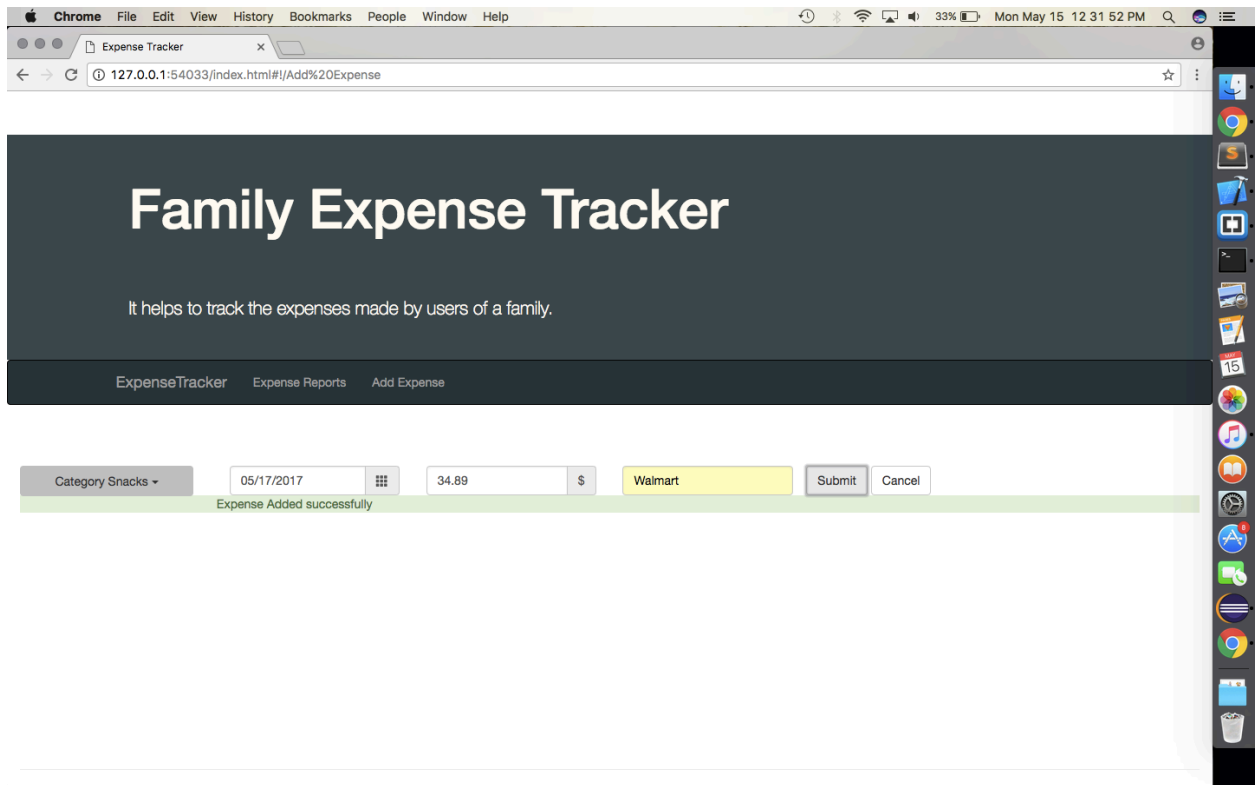 Chrome File Edit View History Bookmarks People Window Help 33% Mon May 15 12 31 52 PM
Expense Tracker
127.0.0.1:54033/index.html#!/Add%20Expense
Family Expense Tracker
It helps to track the expenses made by users of a family.
ExpenseTracker Expense Reports Add Expense
Category Snacks 05/17/2017 34.89 $ Walmart Submit Cancel
Expense Added successfully
S
>_
MAY
15
8